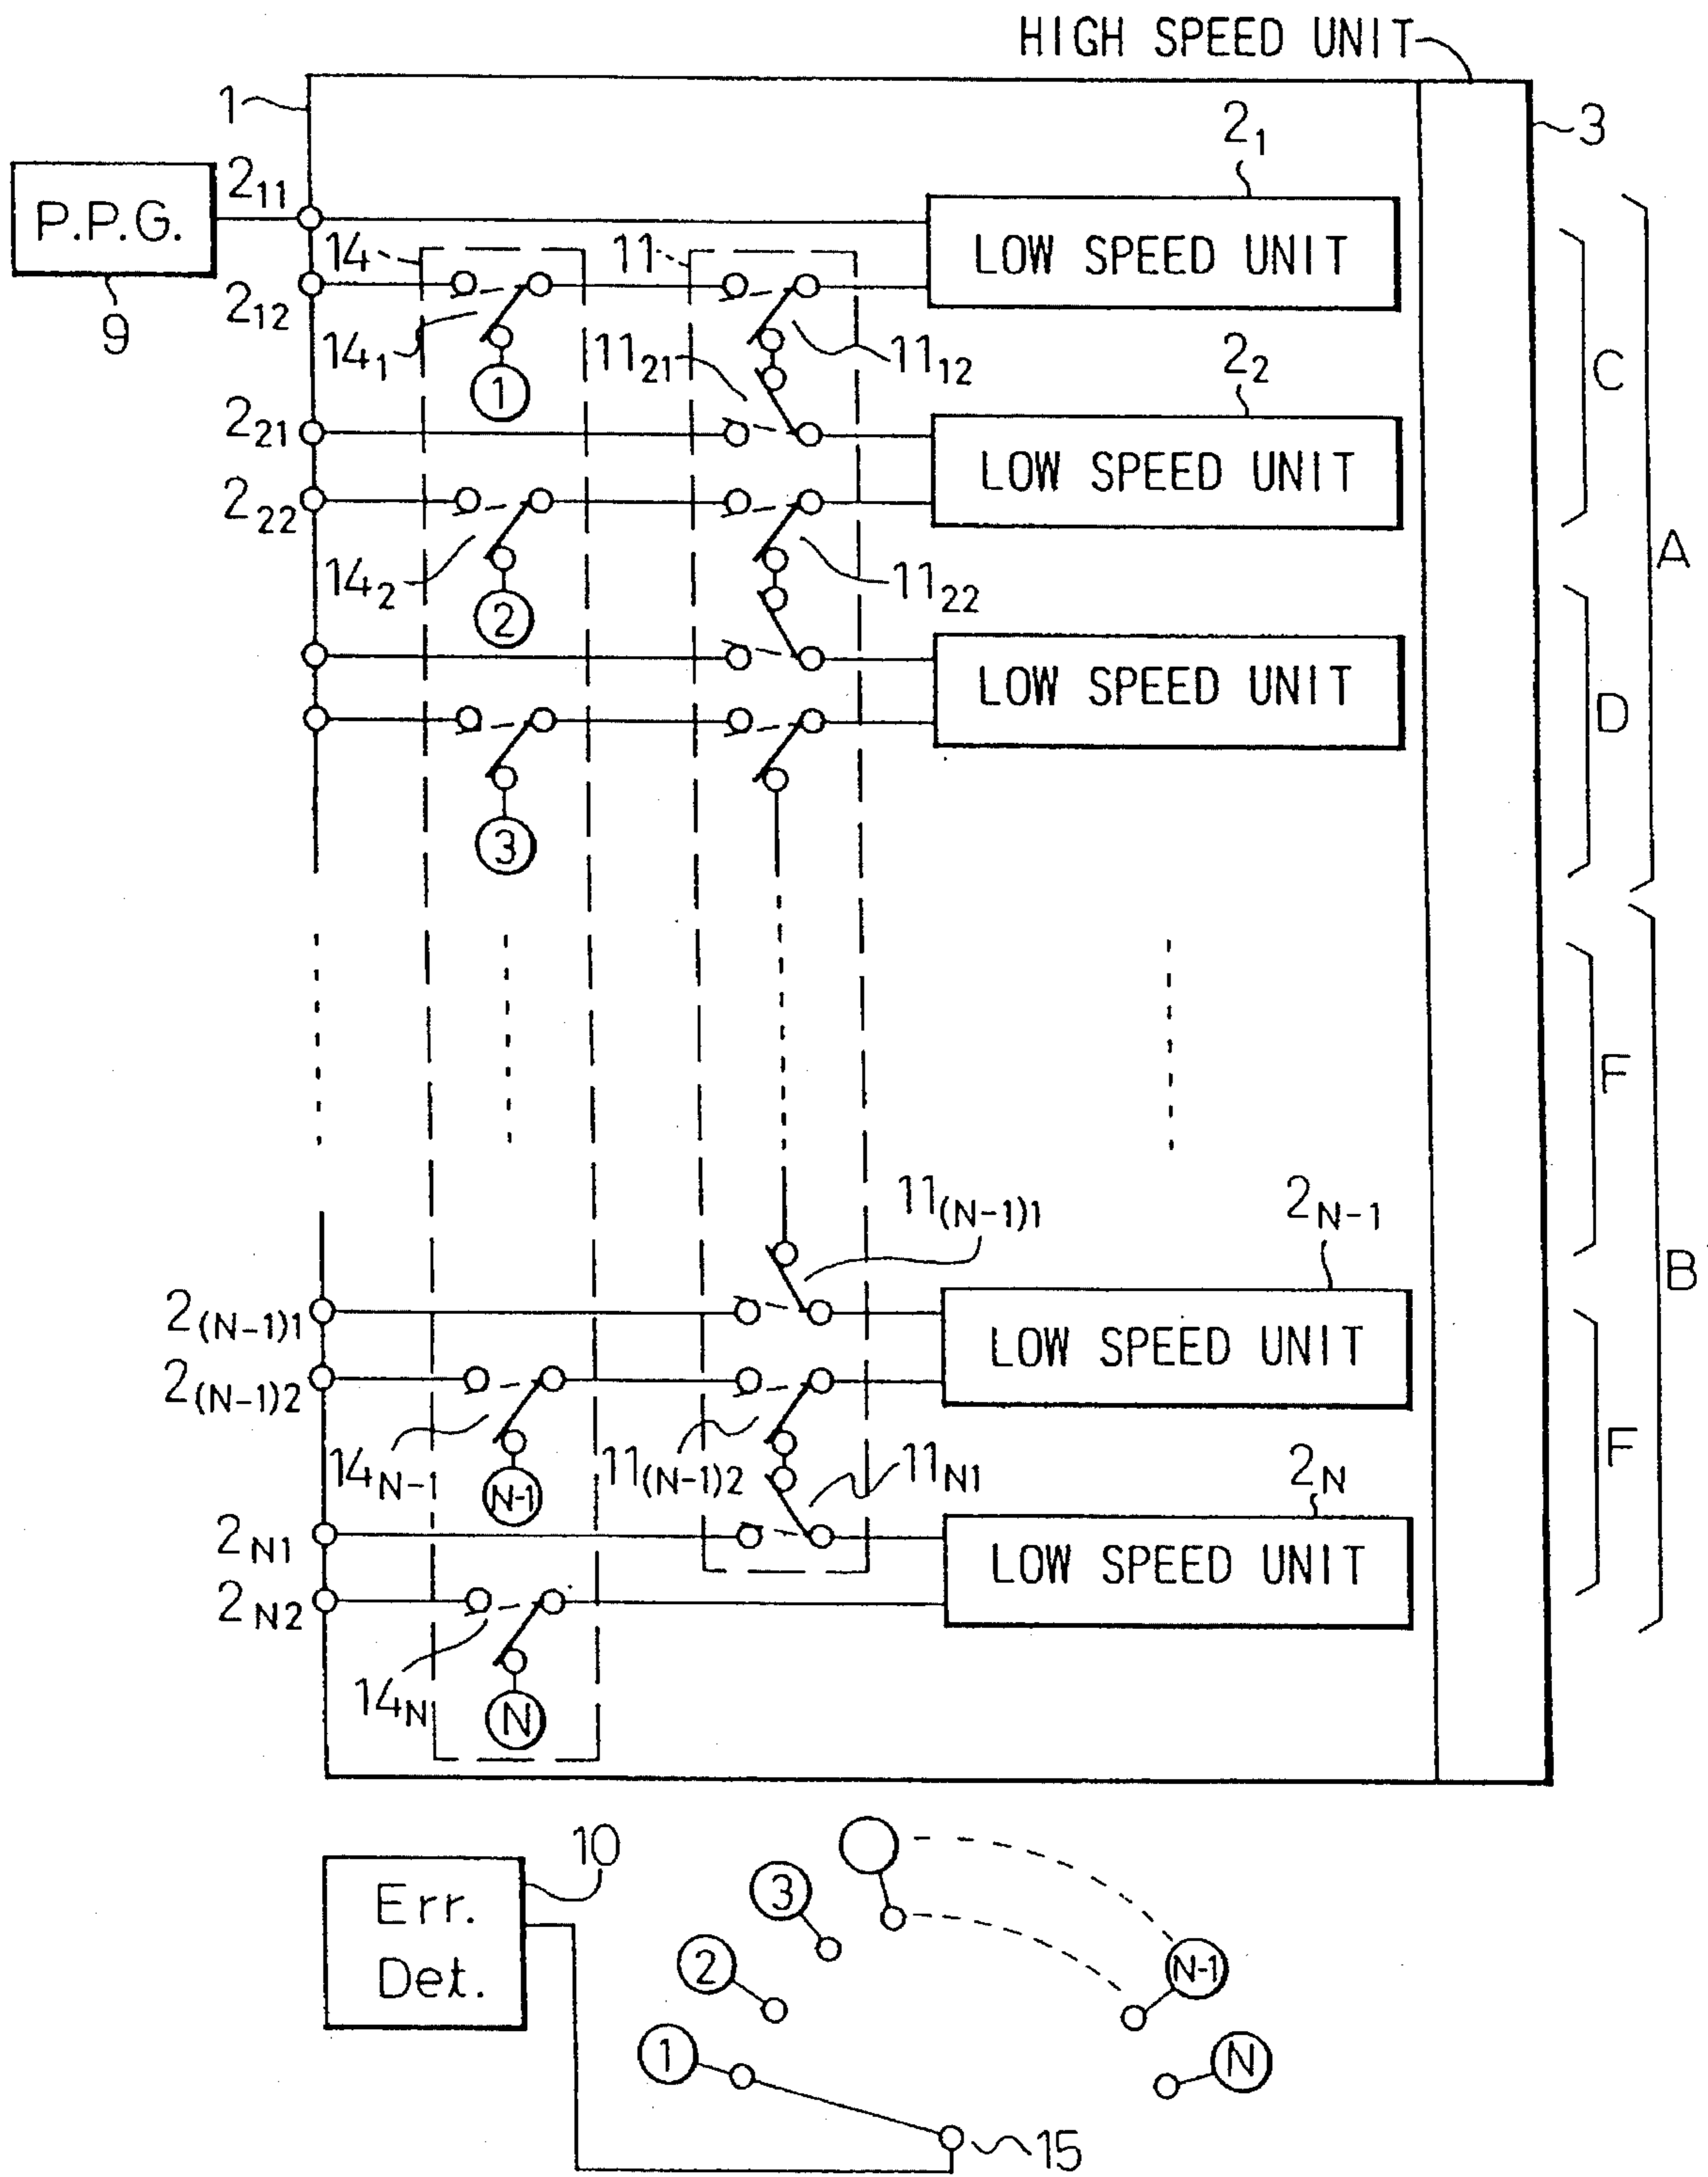 HIGH SPEED UNIT
1
3
2₁
2₁₁
P.P.G.
9
LOW SPEED UNIT
2₁₂
14
11
14₁
11₂₁
11₁₂
1
2₂
C
2₂₁
LOW SPEED UNIT
2₂₂
A
14₂
11₂₂
2
LOW SPEED UNIT
D
3
E
11₍N-1₎1
2N-1
B
2(N-1)1
LOW SPEED UNIT
2(N-1)2
14N-1
11(N-1)2
11N1
2N
F
N-1
2N1
LOW SPEED UNIT
2N2
14N
N
10
Err.
Det.
3
2
N-1
1
N
15